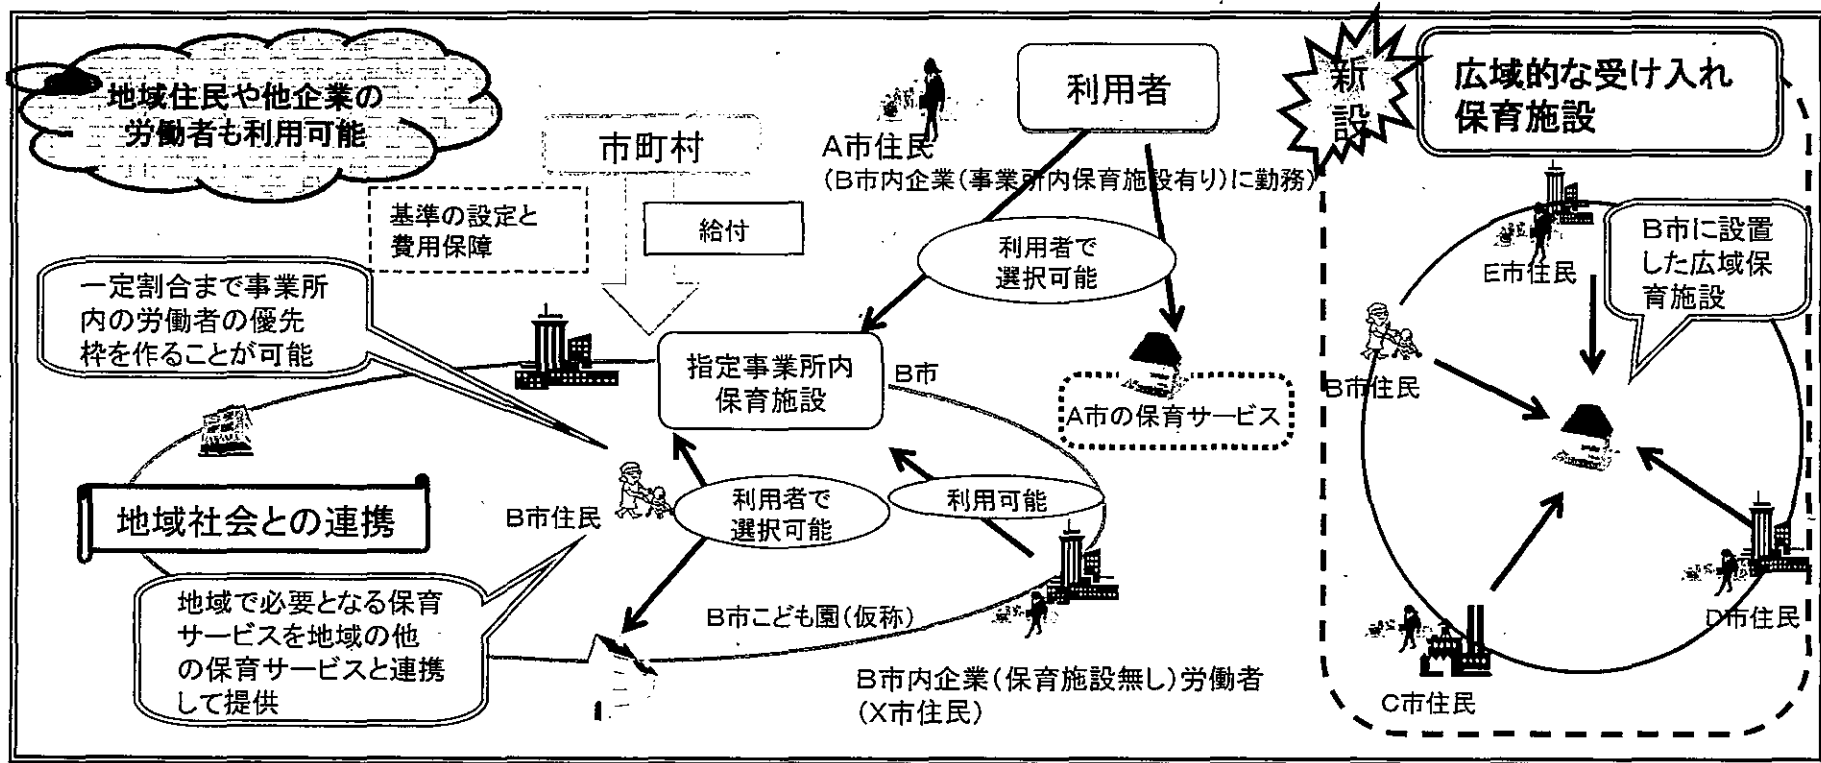 地域住民や他企業の
労働者も利用可能
市町村
基準の設定と
費用保障
給付
利用者
A市住民
(B市内企業(事業所内保育施設有り)に勤務)
利用者で
選択可能
一定割合まで事業所
内の労働者の優先
枠を作ることが可能
指定事業所内
保育施設
B市
A市の保育サービス
地域社会との連携
B市住民
利用者で
選択可能
利用可能
地域で必要となる保育
サービスを地域の他
の保育サービスと連携
して提供
B市こども園(仮称)
B市内企業(保育施設無し)労働者
(X市住民)
新
設
広域的な受け入れ
保育施設
E市住民
B市に設置
した広域保
育施設
B市住民
D市住民
C市住民